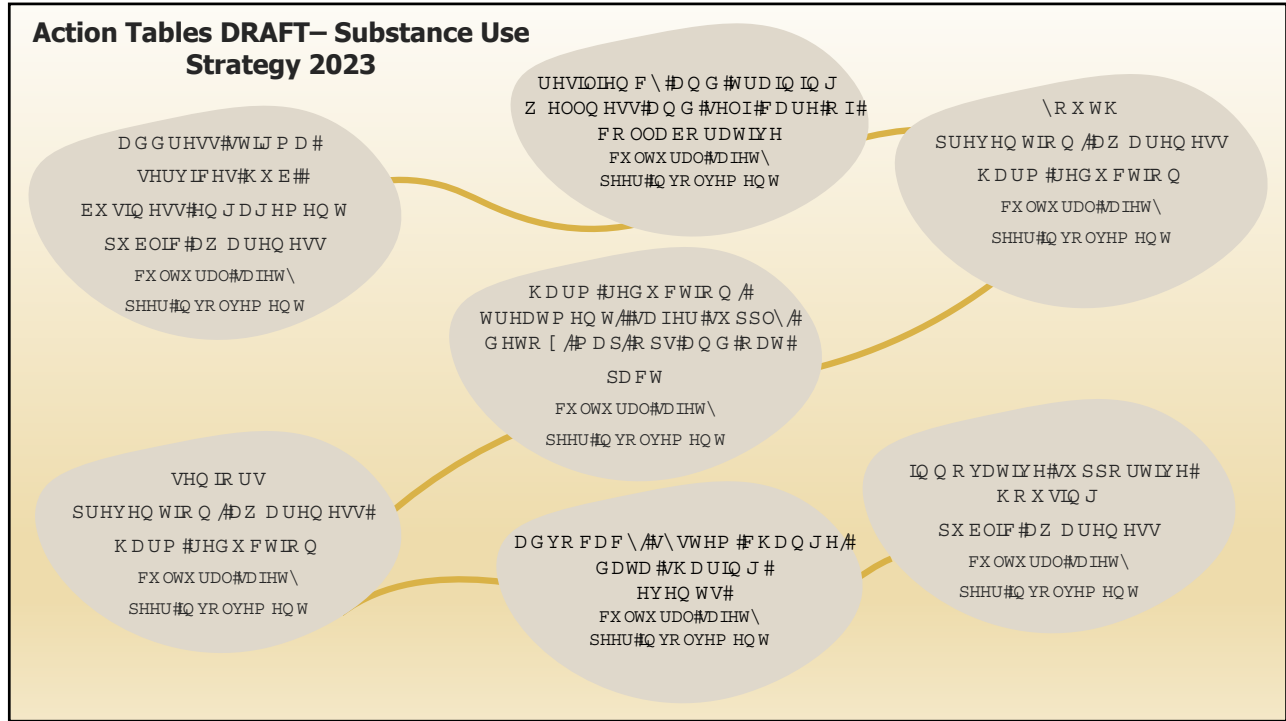 Action Tables DRAFT– Substance Use
Strategy 2023
DGGUHVV#VWLJPD#
VHUYLFHV#KXE##
EXVLQHVV#HQJDJHPHQW
SXEOLF#DZDUHQHVV
FXOWXUDO#VDIHW\
SHHU#LQYROYHPHQW
UHVLOLHQF\#DQG#WUDLQLQJ
ZHOOQHVV#DQG#VHOI#FDUH#RI#
FROODERUDWLYH
FXOWXUDO#VDIHW\
SHHU#LQYROYHPHQW
\RXWK
SUHYHQWLRQ/#DZDUHQHVV
KDUP#UHGXFWLRQ
FXOWXUDO#VDIHW\
SHHU#LQYROYHPHQW
KDUP#UHGXFWLRQ/#
WUHDWPHQW/##VDIHU#VXSSO\/#
GHWR[/#PDS/#RSV#DQG#RDW#
SDFW
FXOWXUDO#VDIHW\
SHHU#LQYROYHPHQW
VHQLRUV
SUHYHQWLRQ/#DZDUHQHVV#
KDUP#UHGXFWLRQ
FXOWXUDO#VDIHW\
SHHU#LQYROYHPHQW
DGYRFDF\/#V\VWHP#FKDQJH/#
GDWD#VKDULQJ#
HYHQWV#
FXOWXUDO#VDIHW\
SHHU#LQYROYHPHQW
LQQRYDWLYH#VXSSRUWLYH#
KRXVLQJ
SXEOLF#DZDUHQHVV
FXOWXUDO#VDIHW\
SHHU#LQYROYHPHQW